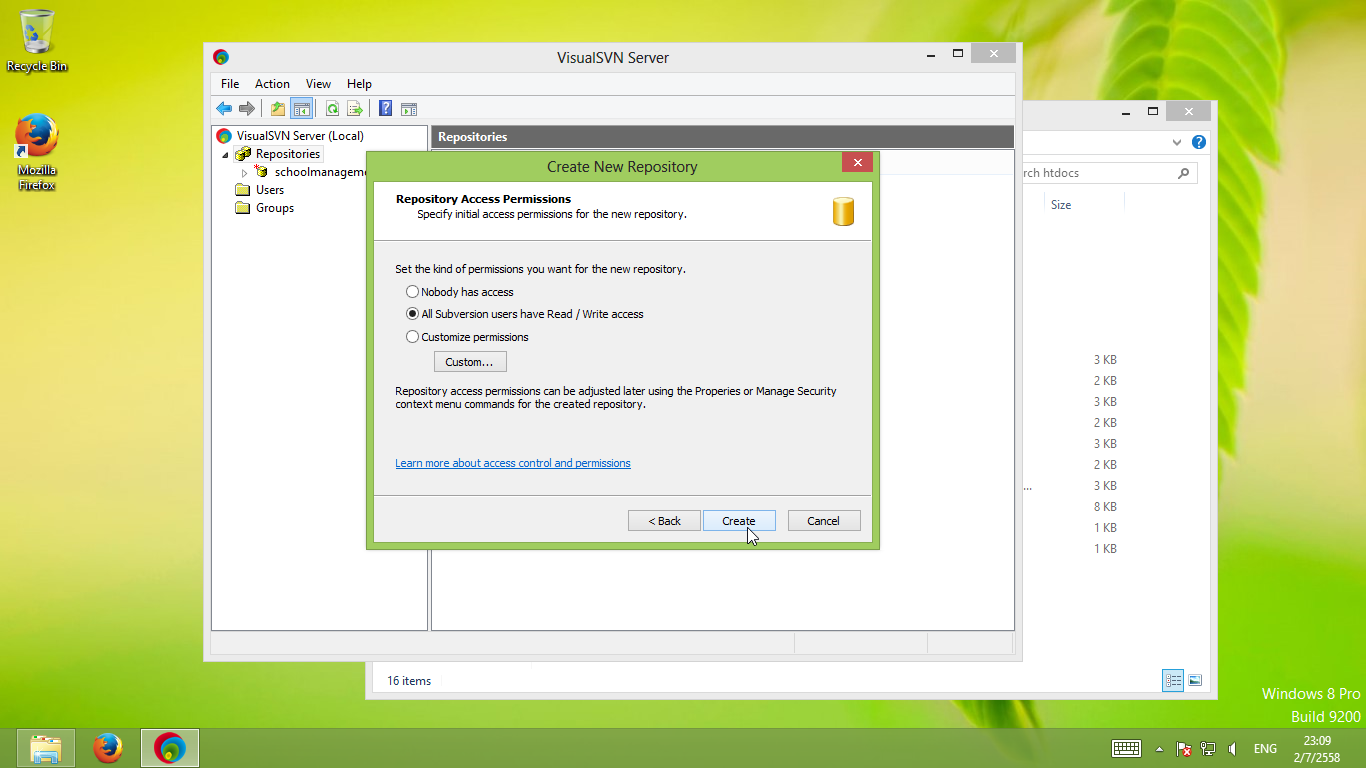 Recycle Bin
Mozilla
Firefox
VisualSVN Server
File Action View Help
VisualSVN Server (Local)
Repositories
Users
Groups
Repositories
Create New Repository
Repository Access Permissions
Specify initial access permissions for the new repository.
Set the kind of permissions you want for the new repository.
Nobody has access
All Subversion users have Read / Write access
Customize permissions
Custom...
Repository access permissions can be adjusted later using the Properies or Manage Security
context menu commands for the created repository.
Learn more about access control and permissions
< Back
Create
Cancel
htdocs
Size
3 KB
2 KB
3 KB
2 KB
3 KB
2 KB
... 3 KB
8 KB
1 KB
1 KB
16 items
Windows 8 Pro
Build 9200
ENG
23:09
2/7/2558